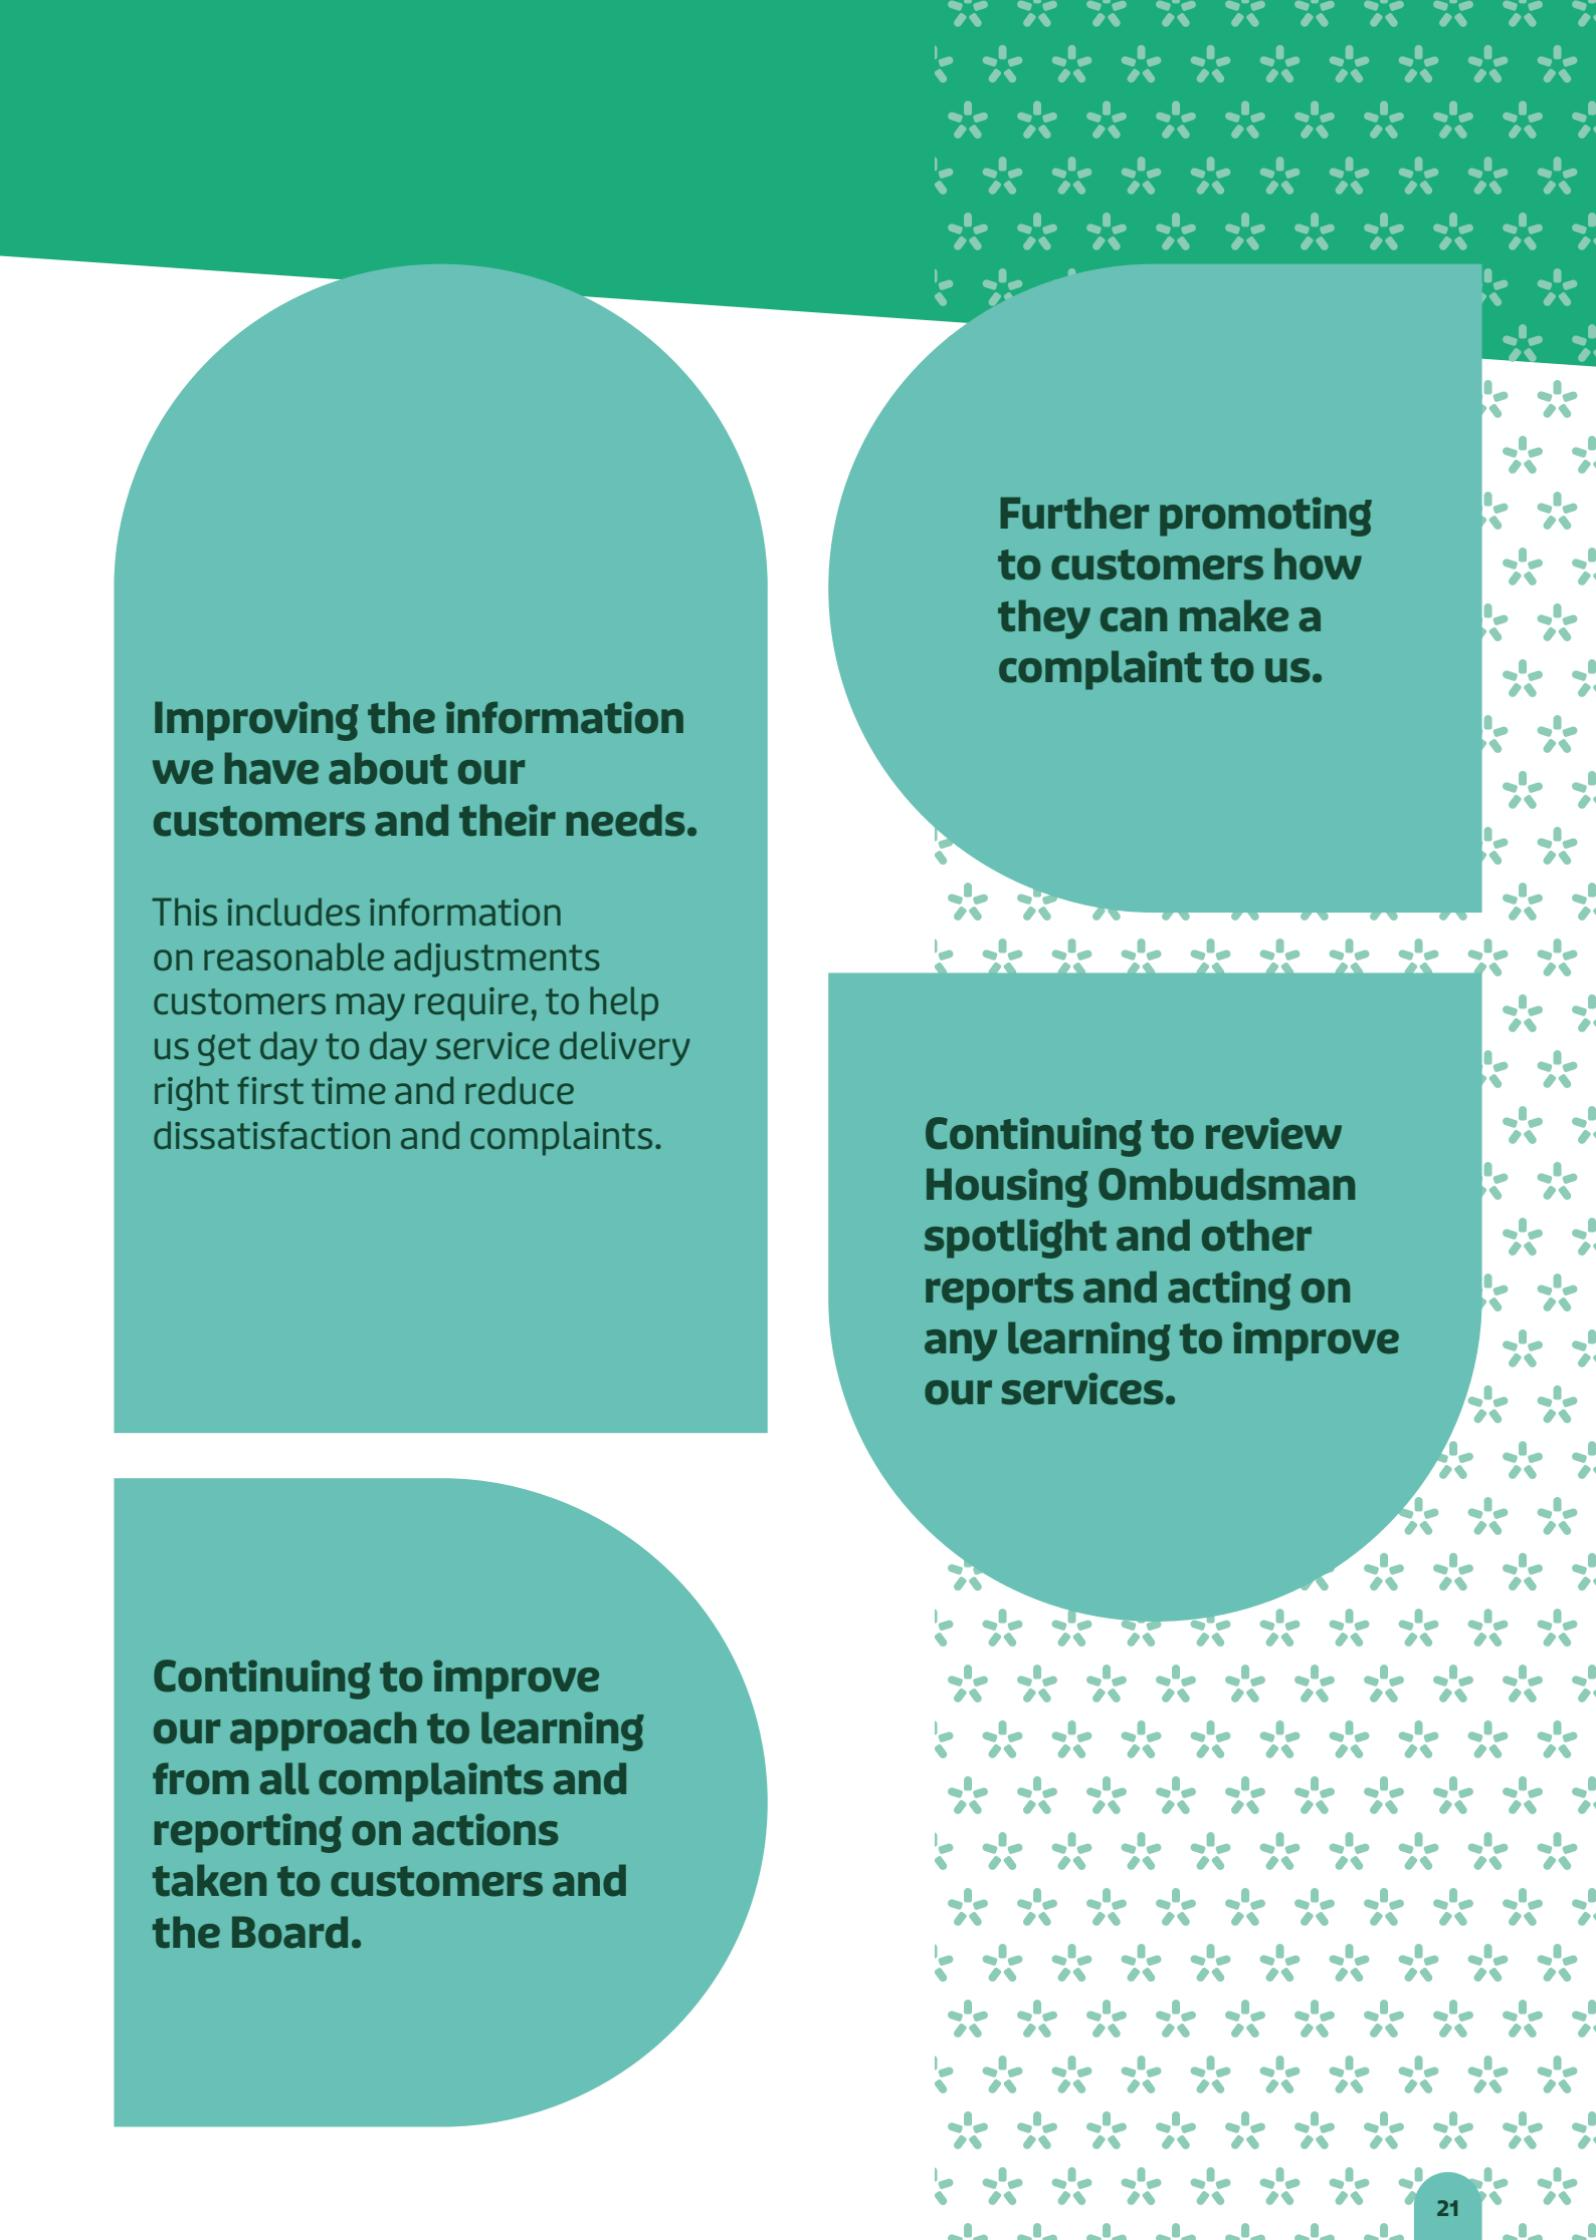 Improving the information
we have about our
customers and their needs.
This includes information
on reasonable adjustments
customers may require, to help
us get day to day service delivery
right first time and reduce
dissatisfaction and complaints.
Continuing to improve
our approach to learning
from all complaints and
reporting on actions
taken to customers and
the Board.
Further promoting
to customers how
they can make a
complaint to us.
Continuing to review
Housing Ombudsman
spotlight and other
reports and acting on
any learning to improve
our services.
21